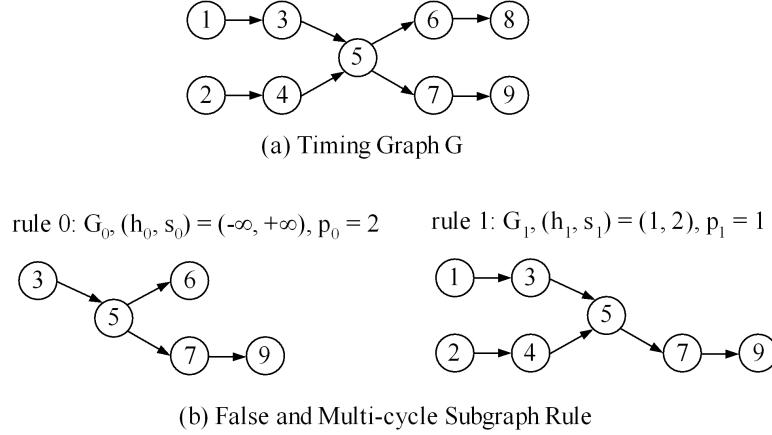 1 3 6 8
5
2 4 7 9
(a) Timing Graph G
rule 0: G₀, (h₀, s₀) = (-∞, +∞), p₀ = 2
rule 1: G₁, (h₁, s₁) = (1, 2), p₁ = 1
3 6
5
7 9
1 3
5
2 4 7 9
(b) False and Multi-cycle Subgraph Rule